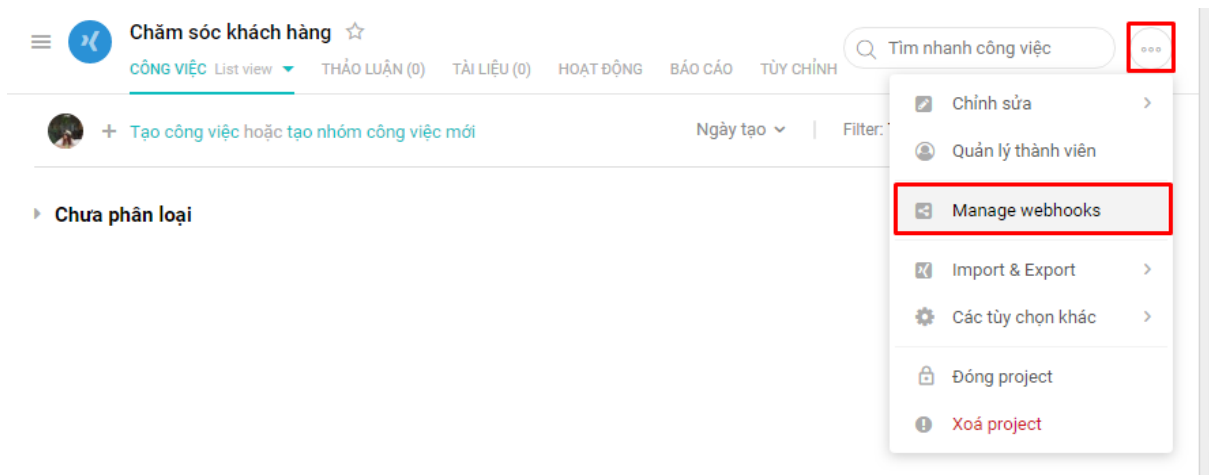 Chăm sóc khách hàng
Tìm nhanh công việc
CÔNG VIỆC List view THẢO LUẬN (0) TÀI LIỆU (0) HOẠT ĐỘNG BÁO CÁO TÙY CHỈNH
Chỉnh sửa
Tạo công việc hoặc tạo nhóm công việc mới Ngày tạo Filter:
Quản lý thành viên
Chưa phân loại
Manage webhooks
Import & Export
Các tùy chọn khác
Đóng project
Xoá project